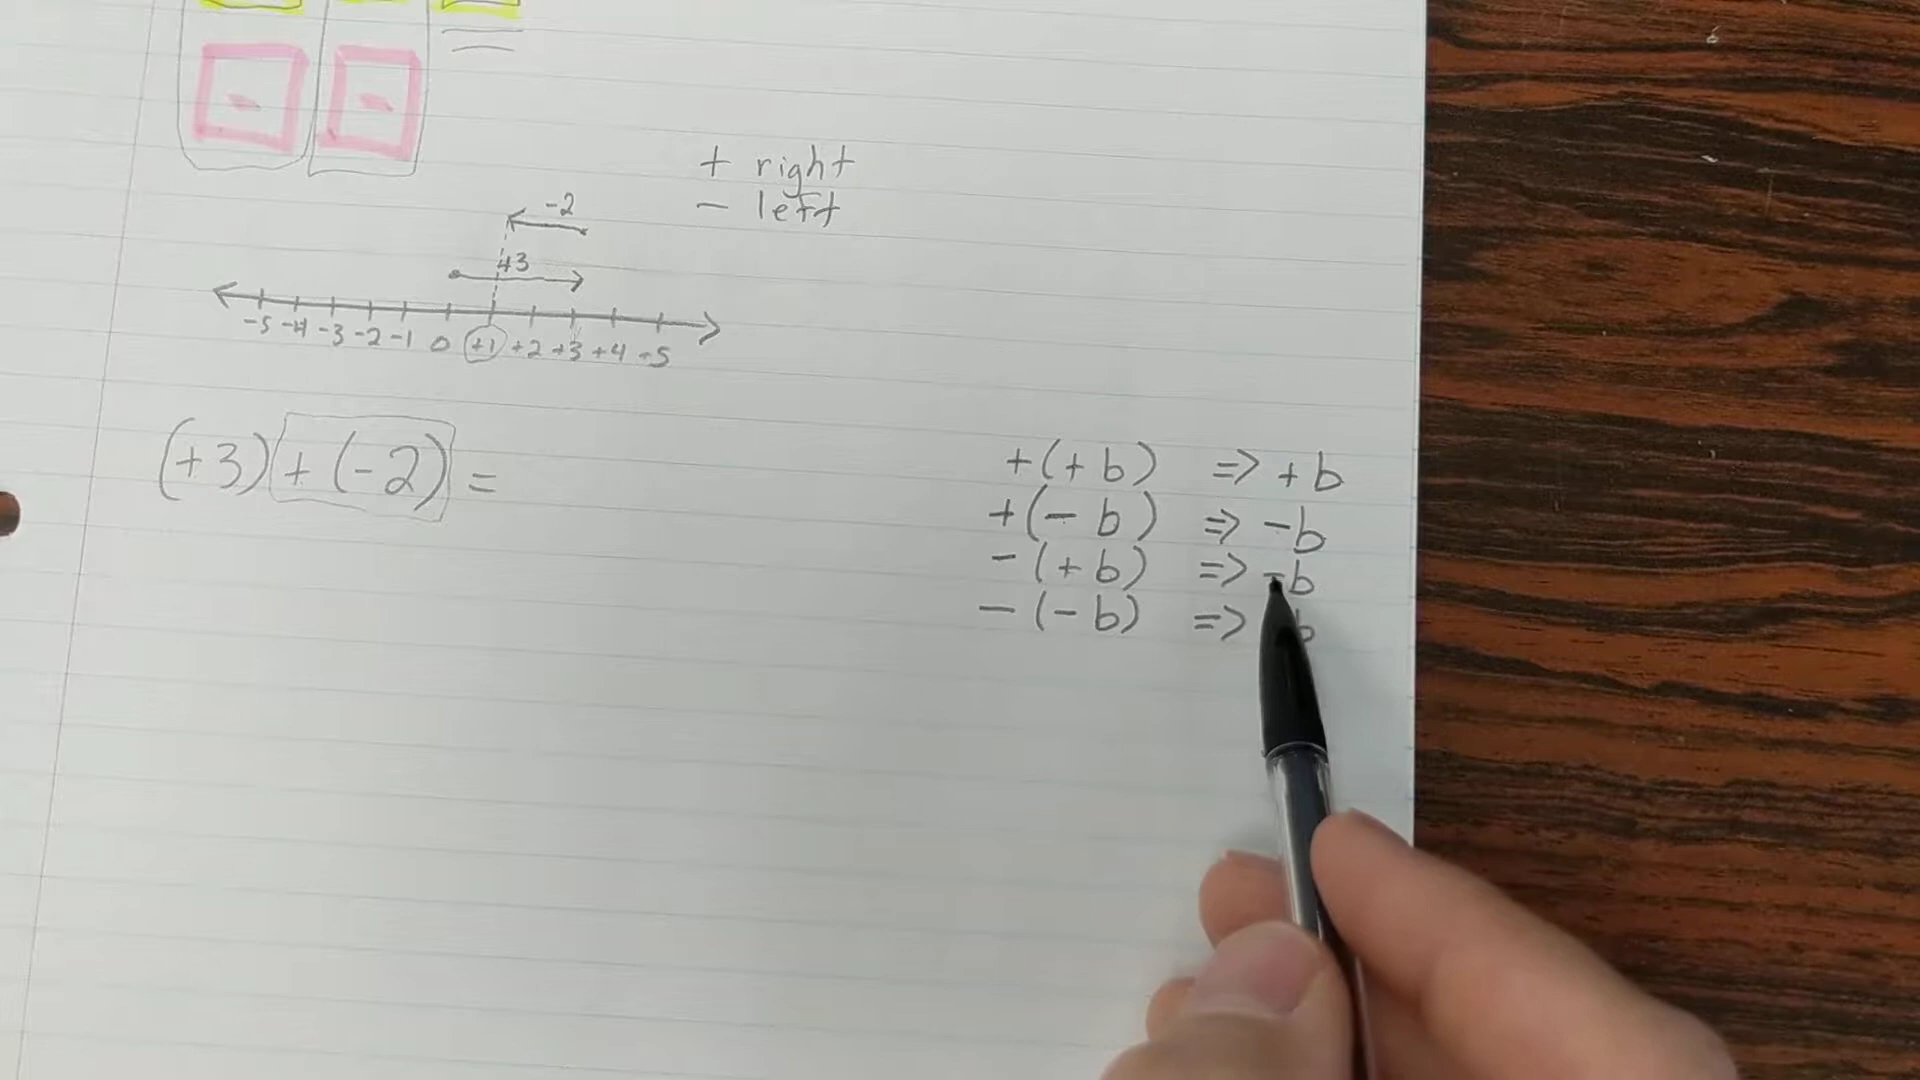 - -
+ right
- left
-2
+3
-5 -4 -3 -2 -1 0 +1 +2 +3 +4 +5
(+3) + (-2) =
+(+b) => +b
+(-b) => -b
-(+b) => -b
-(-b) => b